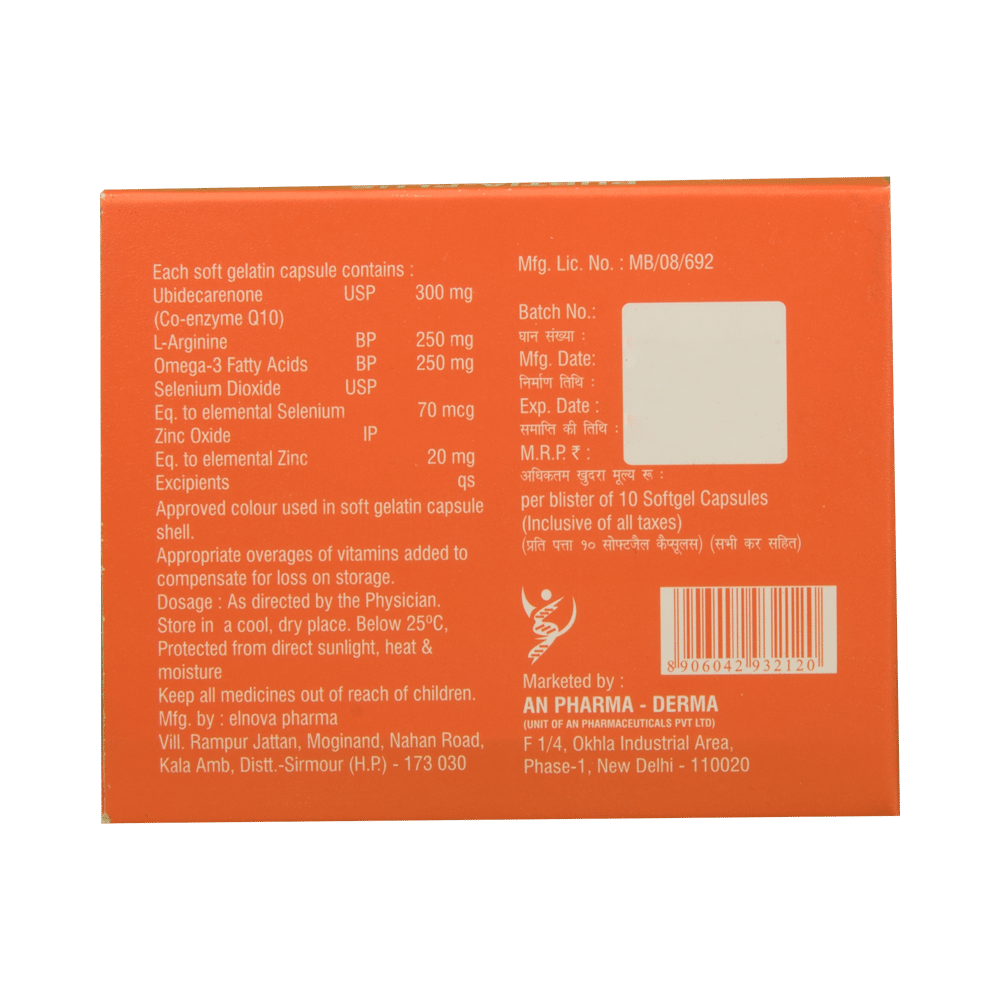 Each soft gelatin capsule contains :
Ubidecarenone USP 300 mg
(Co-enzyme Q10)
L-Arginine BP 250 mg
Omega-3 Fatty Acids BP 250 mg
Selenium Dioxide USP
Eq. to elemental Selenium 70 mcg
Zinc Oxide IP
Eq. to elemental Zinc 20 mg
Excipients qs
Approved colour used in soft gelatin capsule
shell.
Appropriate overages of vitamins added to
compensate for loss on storage.
Dosage : As directed by the Physician.
Store in a cool, dry place. Below 25ºC,
Protected from direct sunlight, heat &
moisture
Keep all medicines out of reach of children.
Mfg. by : elnova pharma
Vill. Rampur Jattan, Moginand, Nahan Road,
Kala Amb, Distt.-Sirmour (H.P.) - 173 030
Mfg. Lic. No. : MB/08/692
Batch No.:
घान संख्या :
Mfg. Date:
निर्माण तिथि :
Exp. Date :
समाप्ति की तिथि :
M.R.P. ₹ :
अधिकतम खुदरा मूल्य रू :
per blister of 10 Softgel Capsules
(Inclusive of all taxes)
(प्रति पत्ता १० सोफ्टजैल कैप्सूलस) (सभी कर सहित)
8 906042 932120
Marketed by :
AN PHARMA - DERMA
(UNIT OF AN PHARMACEUTICALS PVT LTD)
F 1/4, Okhla Industrial Area,
Phase-1, New Delhi - 110020